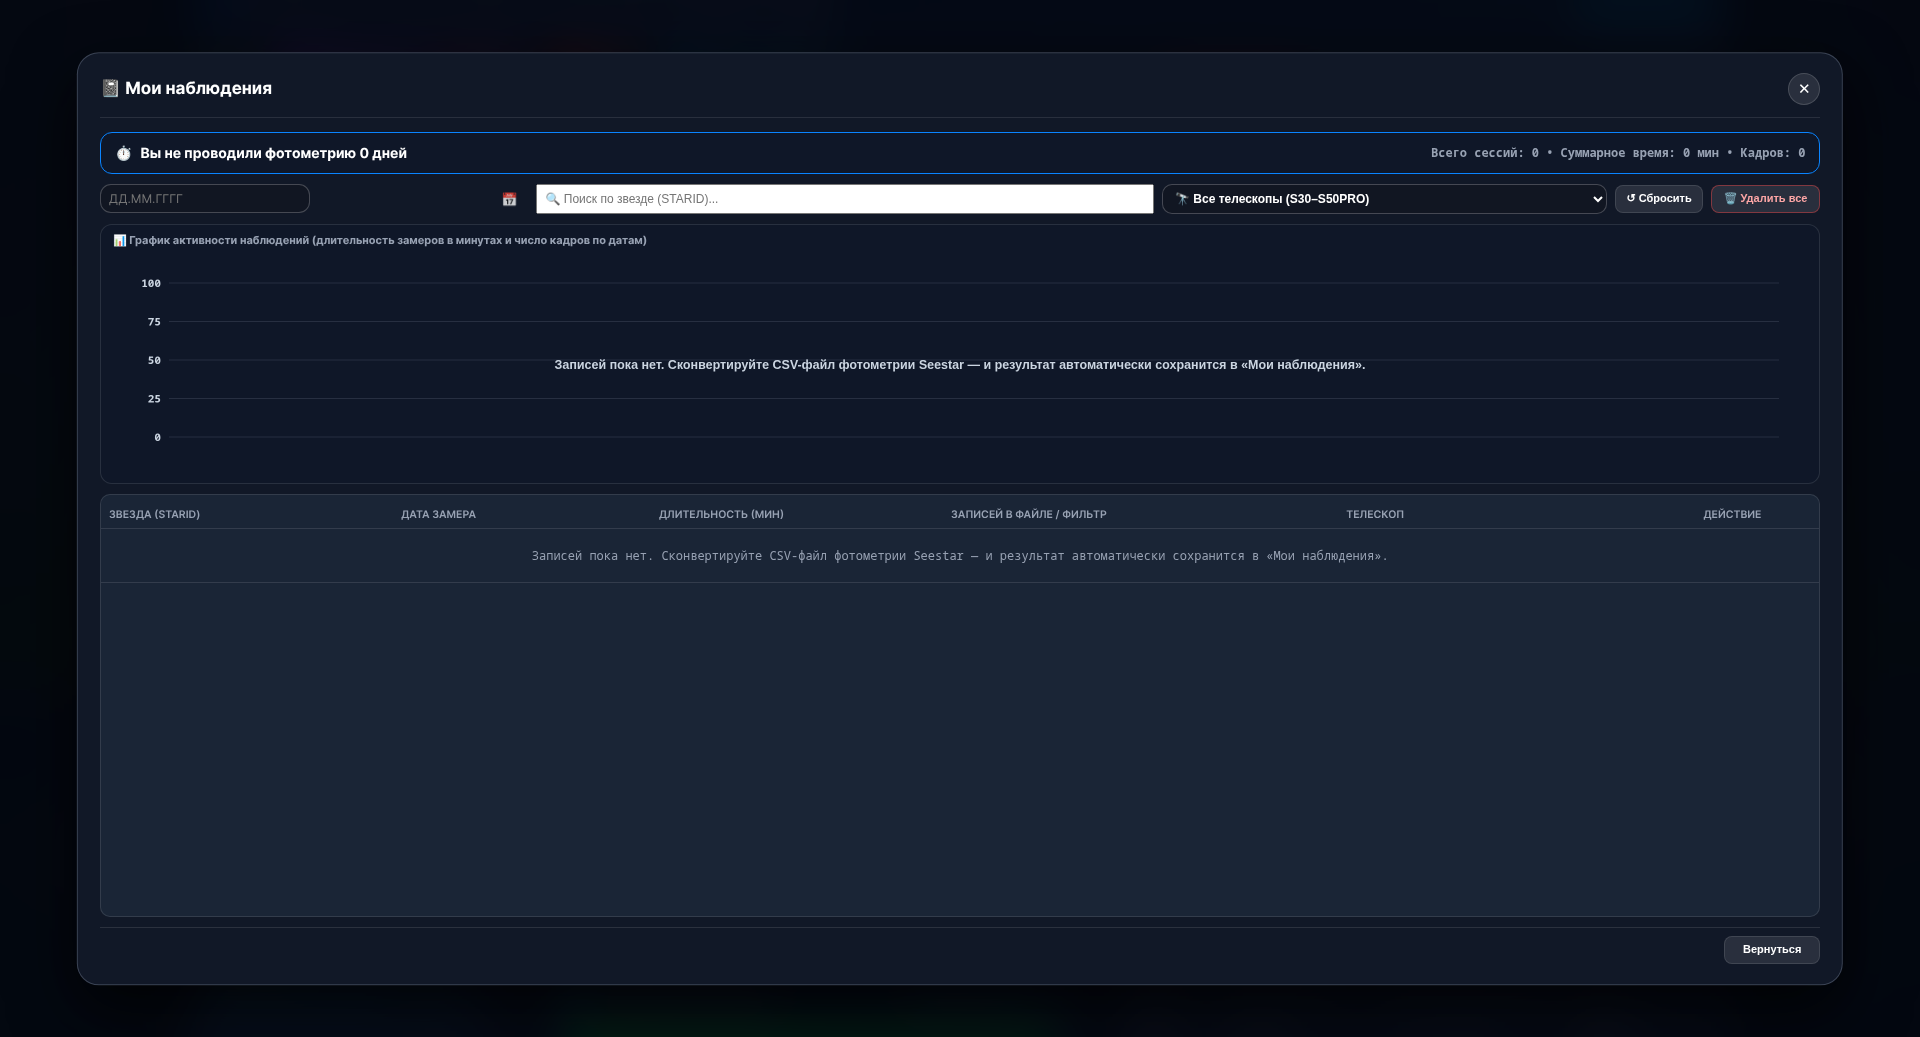 📓 Мои наблюдения
✕
⏱️ Вы не проводили фотометрию 0 дней
Всего сессий: 0 • Суммарное время: 0 мин • Кадров: 0
ДД.ММ.ГГГГ
📅
🔍 Поиск по звезде (STARID)...
🔭 Все телескопы (S30–S50PRO)
↺ Сбросить
🗑️ Удалить все
📊 График активности наблюдений (длительность замеров в минутах и число кадров по датам)
100
75
50
25
0
Записей пока нет. Сконвертируйте CSV-файл фотометрии Seestar — и результат автоматически сохранится в «Мои наблюдения».
ЗВЕЗДА (STARID) ДАТА ЗАМЕРА ДЛИТЕЛЬНОСТЬ (МИН) ЗАПИСЕЙ В ФАЙЛЕ / ФИЛЬТР ТЕЛЕСКОП ДЕЙСТВИЕ
Записей пока нет. Сконвертируйте CSV-файл фотометрии Seestar — и результат автоматически сохранится в «Мои наблюдения».
Вернуться